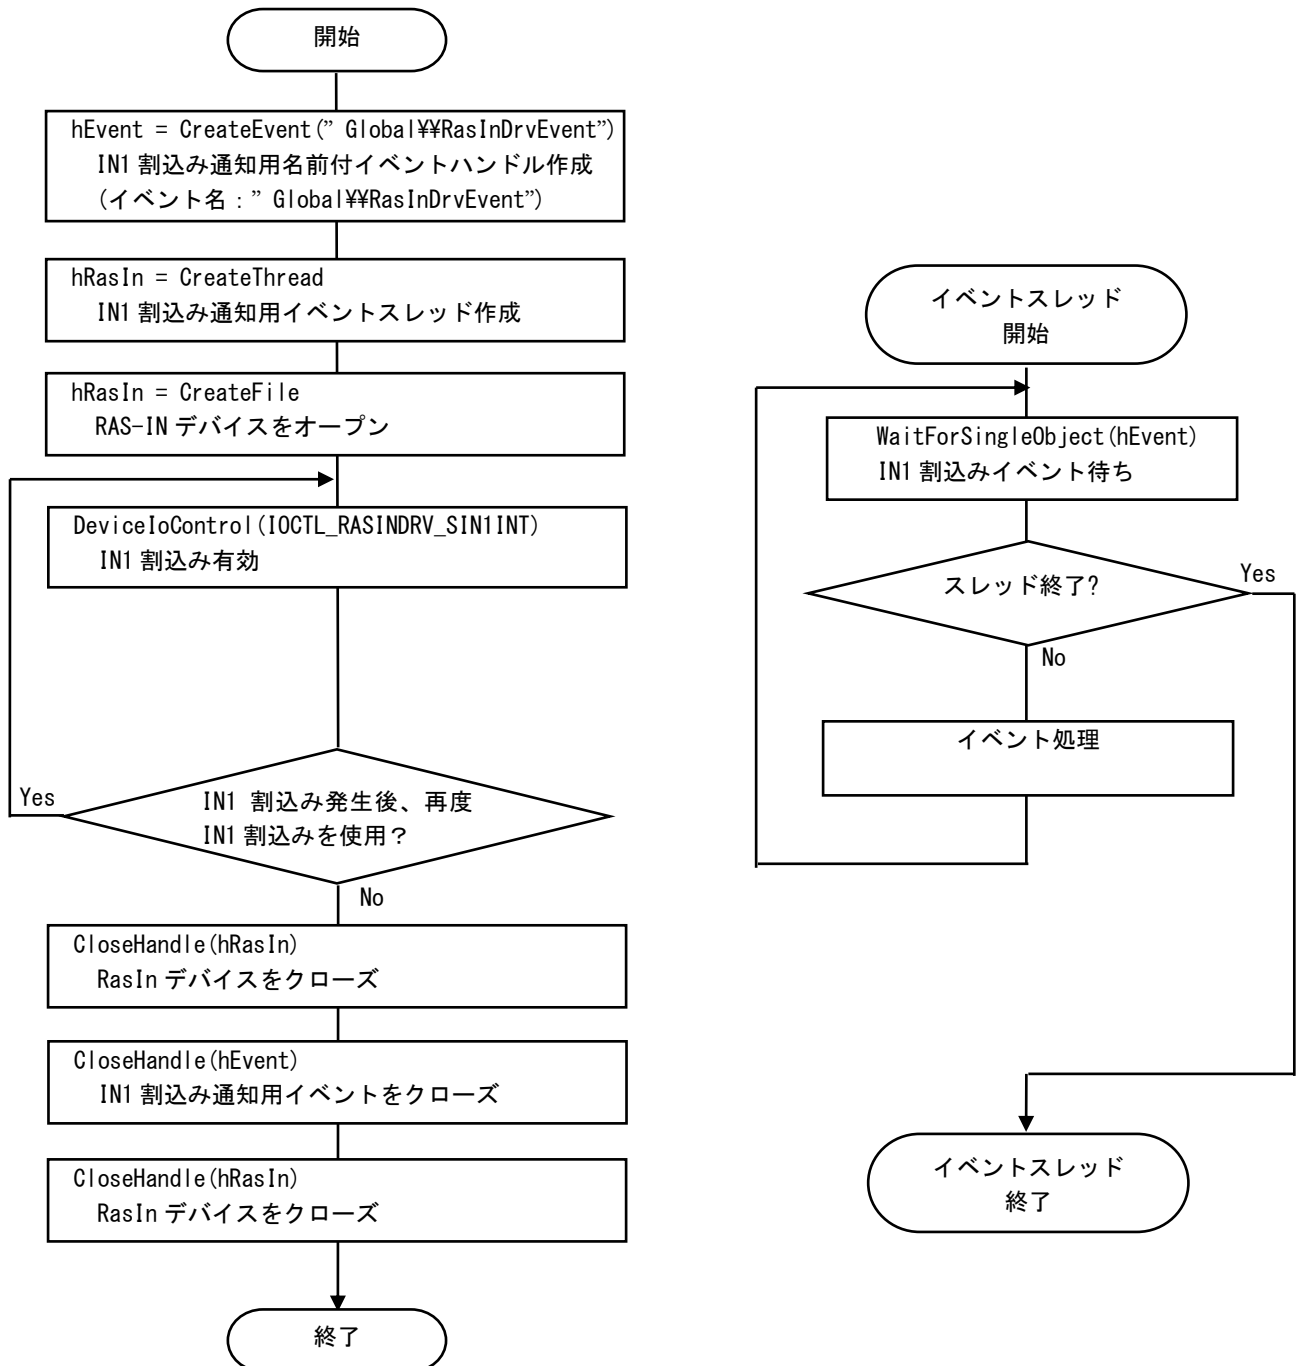 開始
hEvent = CreateEvent(” Global¥¥RasInDrvEvent”)
IN1 割込み通知用名前付イベントハンドル作成
(イベント名：” Global¥¥RasInDrvEvent”)
hRasIn = CreateThread
IN1 割込み通知用イベントスレッド作成
hRasIn = CreateFile
RAS-IN デバイスをオープン
DeviceIoControl(IOCTL_RASINDRV_SIN1INT)
IN1 割込み有効
Yes
IN1 割込み発生後、再度
IN1 割込みを使用？
No
CloseHandle(hRasIn)
RasIn デバイスをクローズ
CloseHandle(hEvent)
IN1 割込み通知用イベントをクローズ
CloseHandle(hRasIn)
RasIn デバイスをクローズ
終了
イベントスレッド
開始
WaitForSingleObject(hEvent)
IN1 割込みイベント待ち
スレッド終了?
Yes
No
イベント処理
イベントスレッド
終了